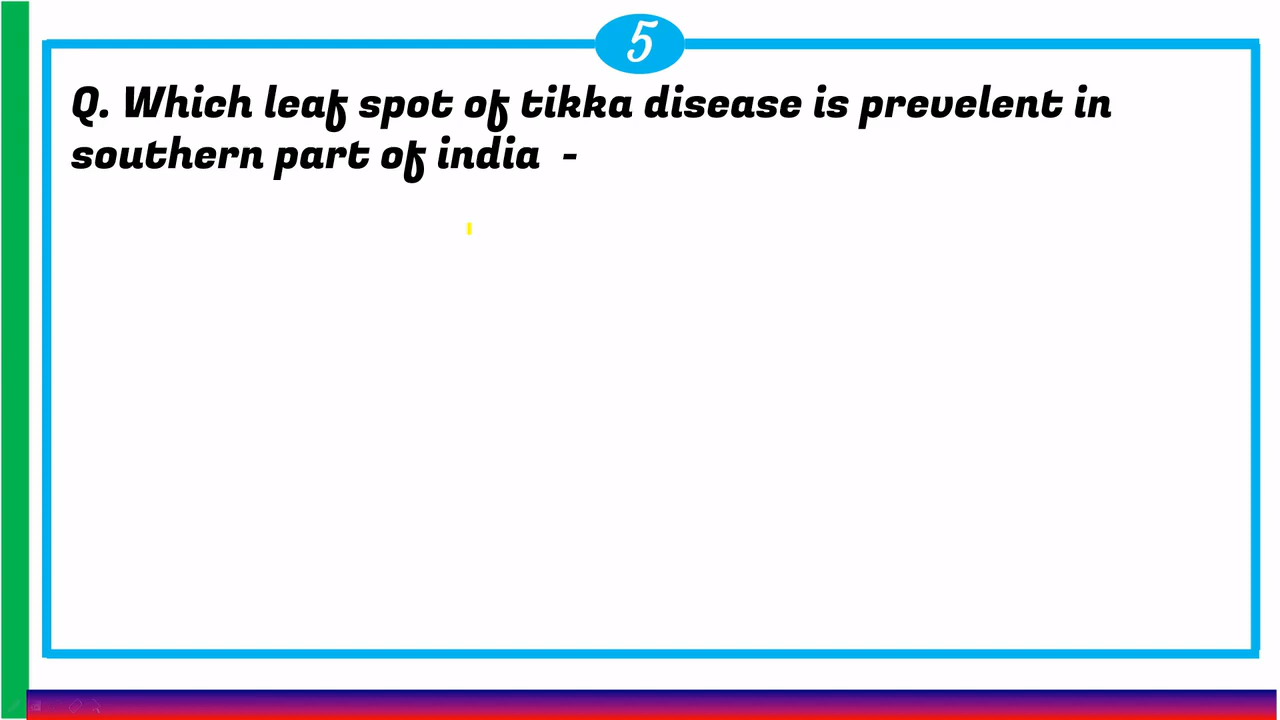 5
Q. Which leaf spot of tikka disease is prevelent in
southern part of india -